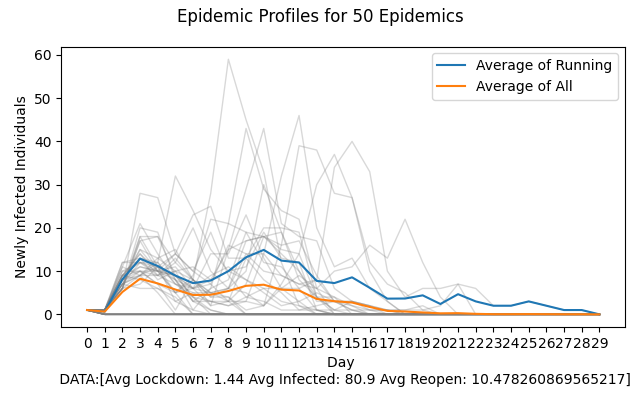 Epidemic Profiles for 50 Epidemics
Average of Running
Average of All
Newly Infected Individuals
60
50
40
30
20
10
0
0 1 2 3 4 5 6 7 8 9 10 11 12 13 14 15 16 17 18 19 20 21 22 23 24 25 26 27 28 29
Day
DATA:[Avg Lockdown: 1.44 Avg Infected: 80.9 Avg Reopen: 10.478260869565217]